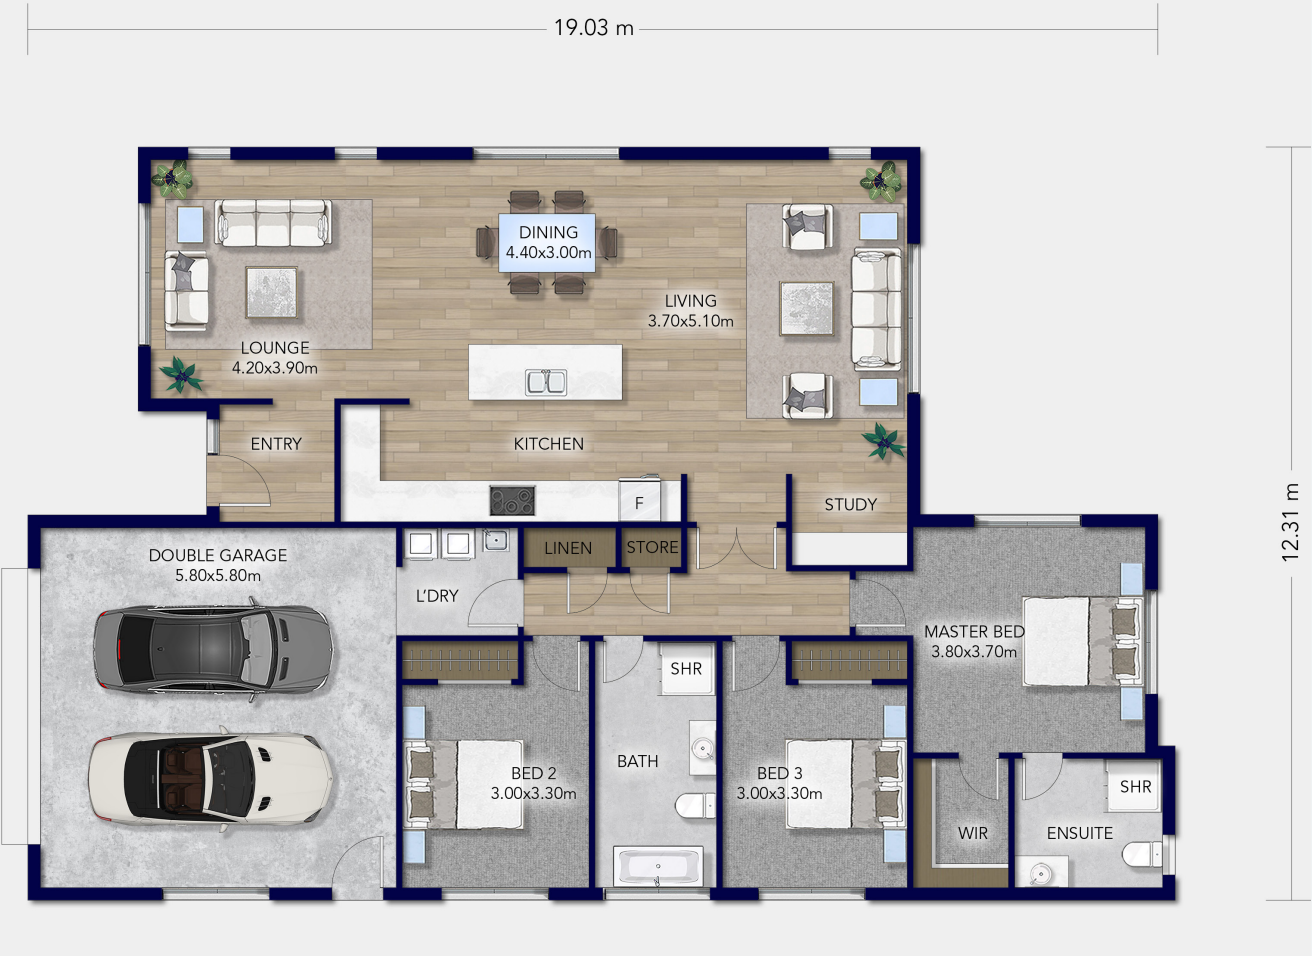 19.03 m
DINING
4.40x3.00m
LIVING
3.70x5.10m
LOUNGE
4.20x3.90m
ENTRY
KITCHEN
F
STUDY
12.31 m
DOUBLE GARAGE
5.80x5.80m
LINEN
STORE
L'DRY
MASTER BED
3.80x3.70m
SHR
BATH
BED 2
3.00x3.30m
BED 3
3.00x3.30m
SHR
WIR
ENSUITE